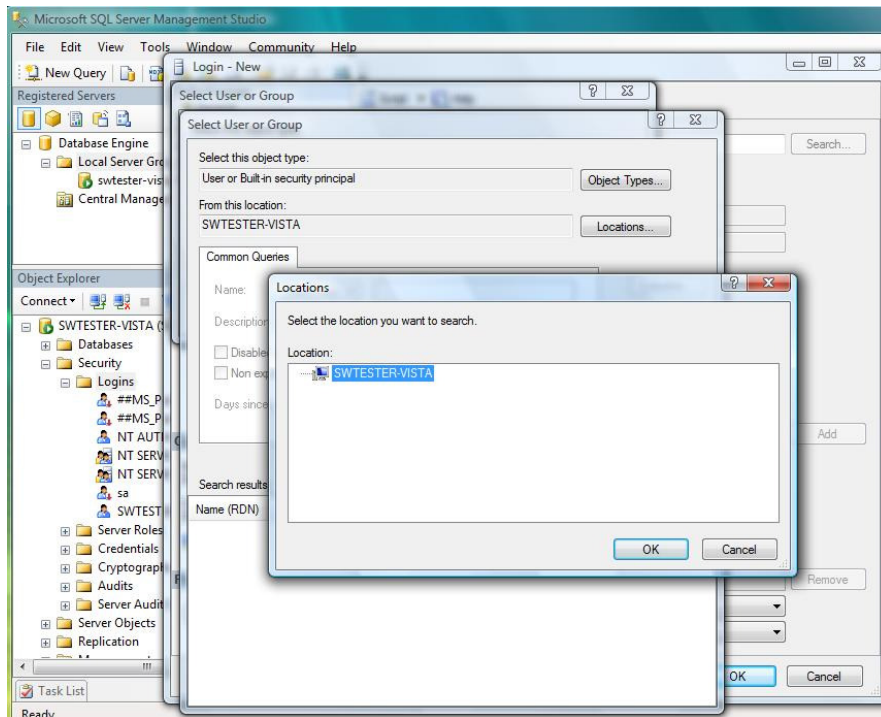 Microsoft SQL Server Management Studio
File Edit View Tools Window Community Help
New Query
Registered Servers
Database Engine
Local Server Gro
swtester-vis
Central Manage
Object Explorer
Connect
SWTESTER-VISTA (S
Databases
Security
Logins
##MS_P
##MS_P
NT AUTH
NT SERV
NT SERV
sa
SWTEST
Server Roles
Credentials
Cryptograph
Audits
Server Audit
Server Objects
Replication
Task List
Ready
Login - New
Search...
Add
Remove
OK
Cancel
Select User or Group
Select User or Group
Select this object type:
User or Built-in security principal
Object Types...
From this location:
SWTESTER-VISTA
Locations...
Common Queries
Name:
Description
Disable
Non exp
Days since
Search results
Name (RDN)
Locations
Select the location you want to search.
Location:
SWTESTER-VISTA
OK
Cancel